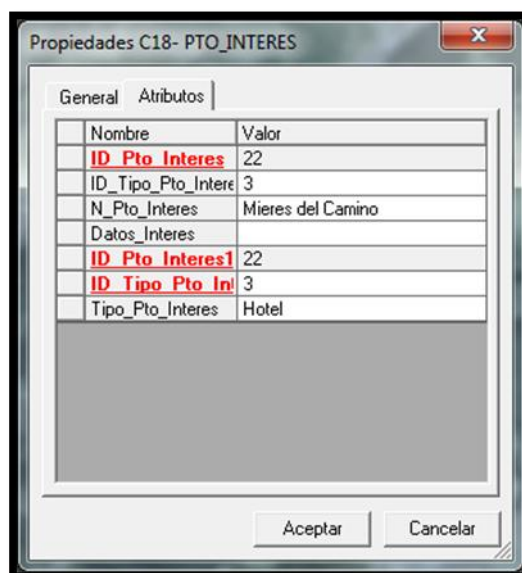 Propiedades C18- PTO_INTERES
General Atributos
Nombre Valor
ID_Pto_Interes 22
ID_Tipo_Pto_Intere 3
N_Pto_Interes Mieres del Camino
Datos_Interes
ID_Pto_Interes1 22
ID_Tipo_Pto_Int 3
Tipo_Pto_Interes Hotel
Aceptar Cancelar